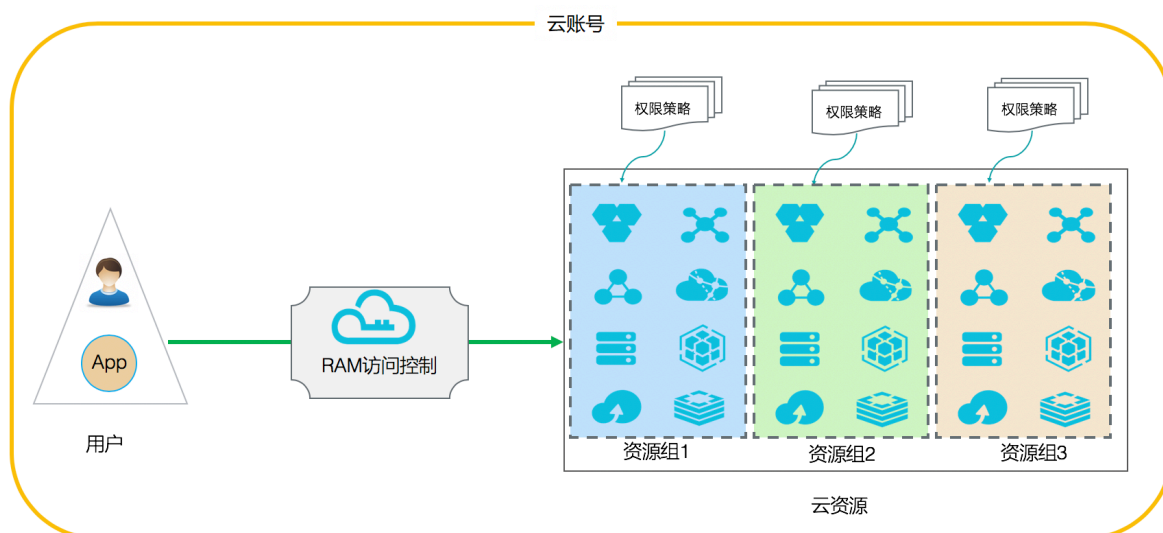 云账号
权限策略
权限策略
权限策略
App
RAM访问控制
用户
资源组1
资源组2
资源组3
云资源